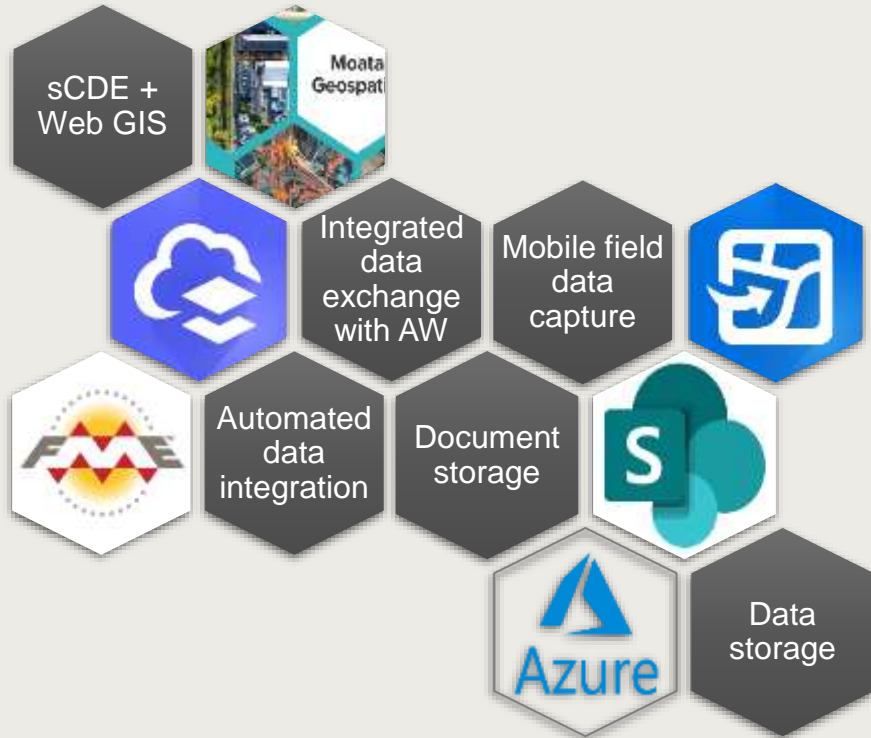 sCDE +
Web GIS
Moata
Geospati
Integrated
data
exchange
with AW
Mobile field
data
capture
FME
Automated
data
integration
Document
storage
S
Azure
Data
storage